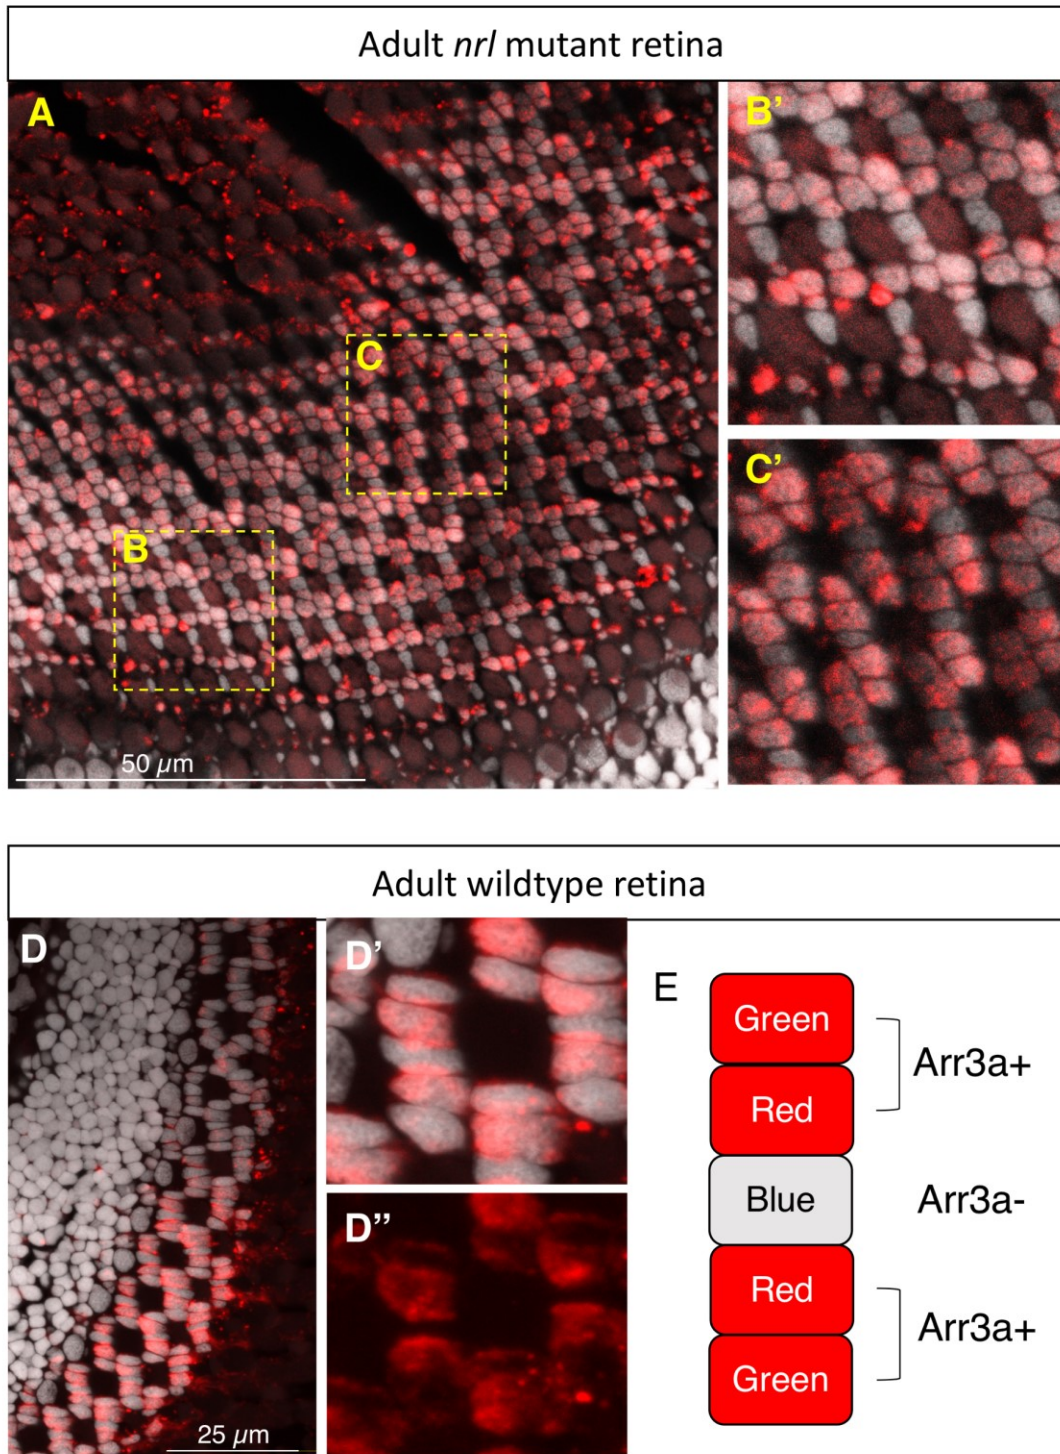 Adult nrl mutant retina
A
B
C
50 µm
B’
C’
Adult wildtype retina
D
25 µm
D’
D’’
E
Green
Red
Blue
Red
Green
Arr3a+
Arr3a-
Arr3a+